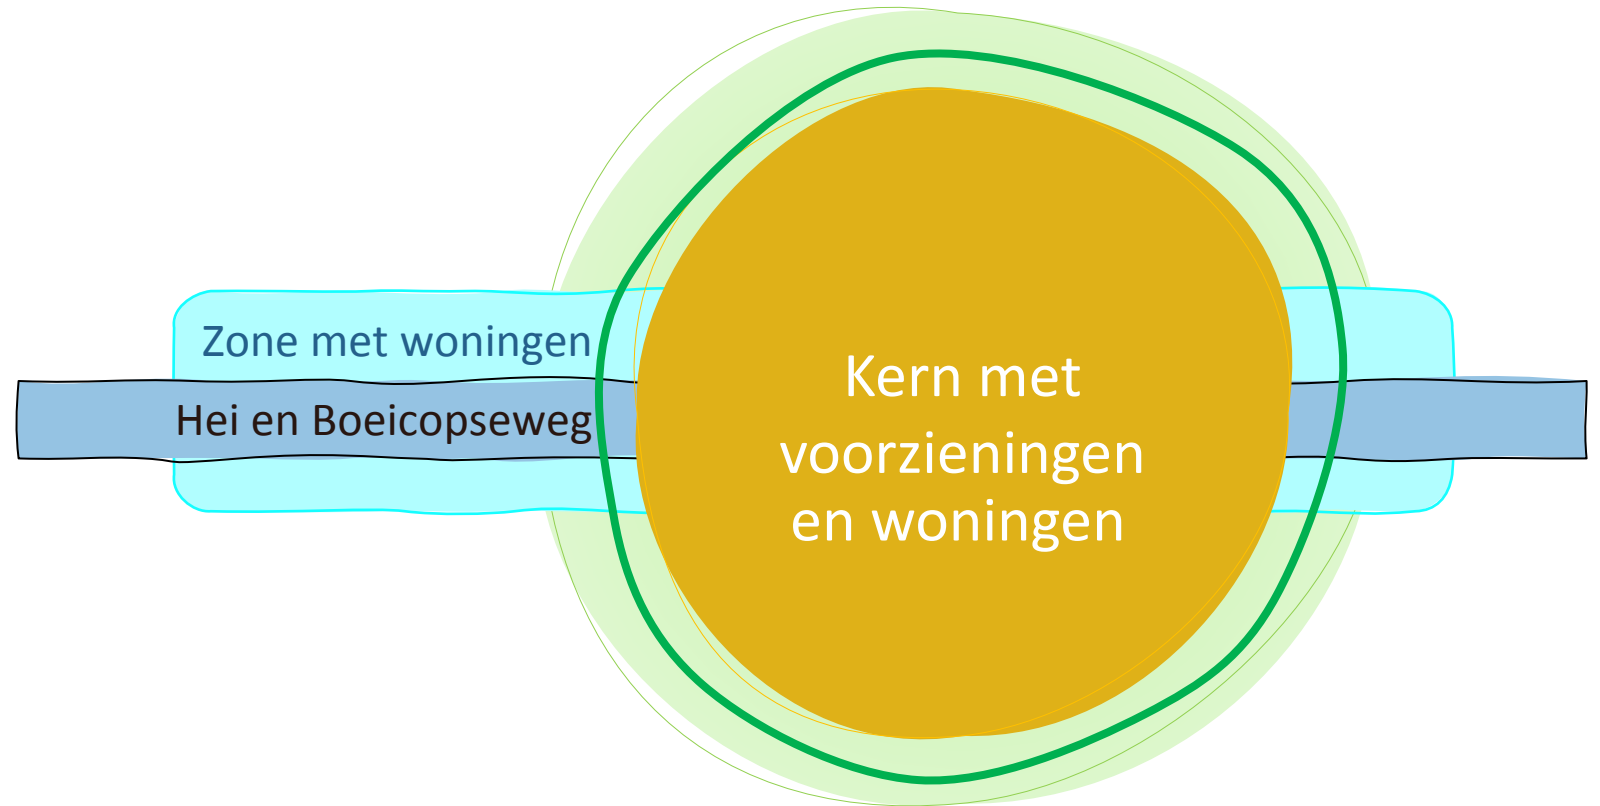 Zone met woningen
Hei en Boeicopseweg
Kern met
voorzieningen
en woningen